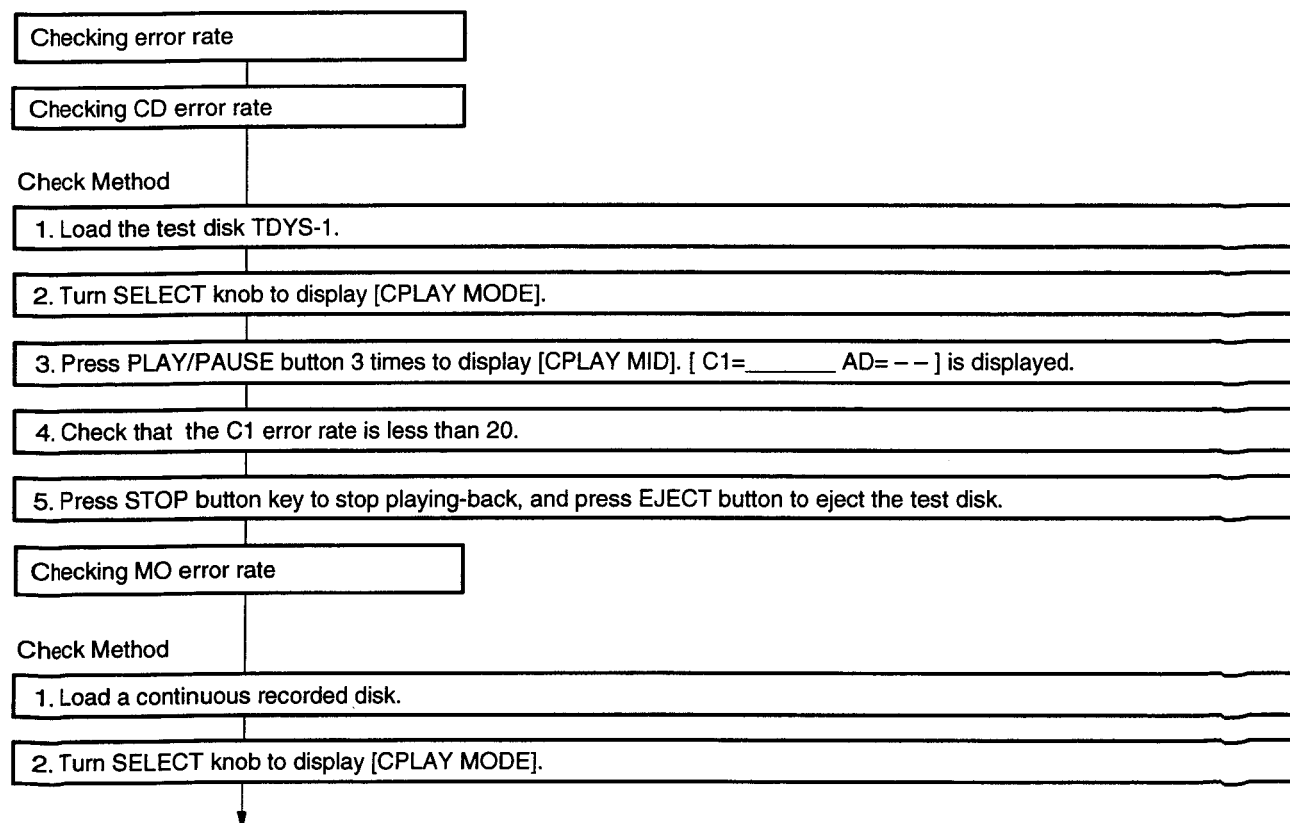 Checking error rate
Checking CD error rate
Check Method
1. Load the test disk TDYS-1.
2. Turn SELECT knob to display [CPLAY MODE].
3. Press PLAY/PAUSE button 3 times to display [CPLAY MID]. [ C1=_______ AD= – – ] is displayed.
4. Check that the C1 error rate is less than 20.
5. Press STOP button key to stop playing-back, and press EJECT button to eject the test disk.
Checking MO error rate
Check Method
1. Load a continuous recorded disk.
2. Turn SELECT knob to display [CPLAY MODE].